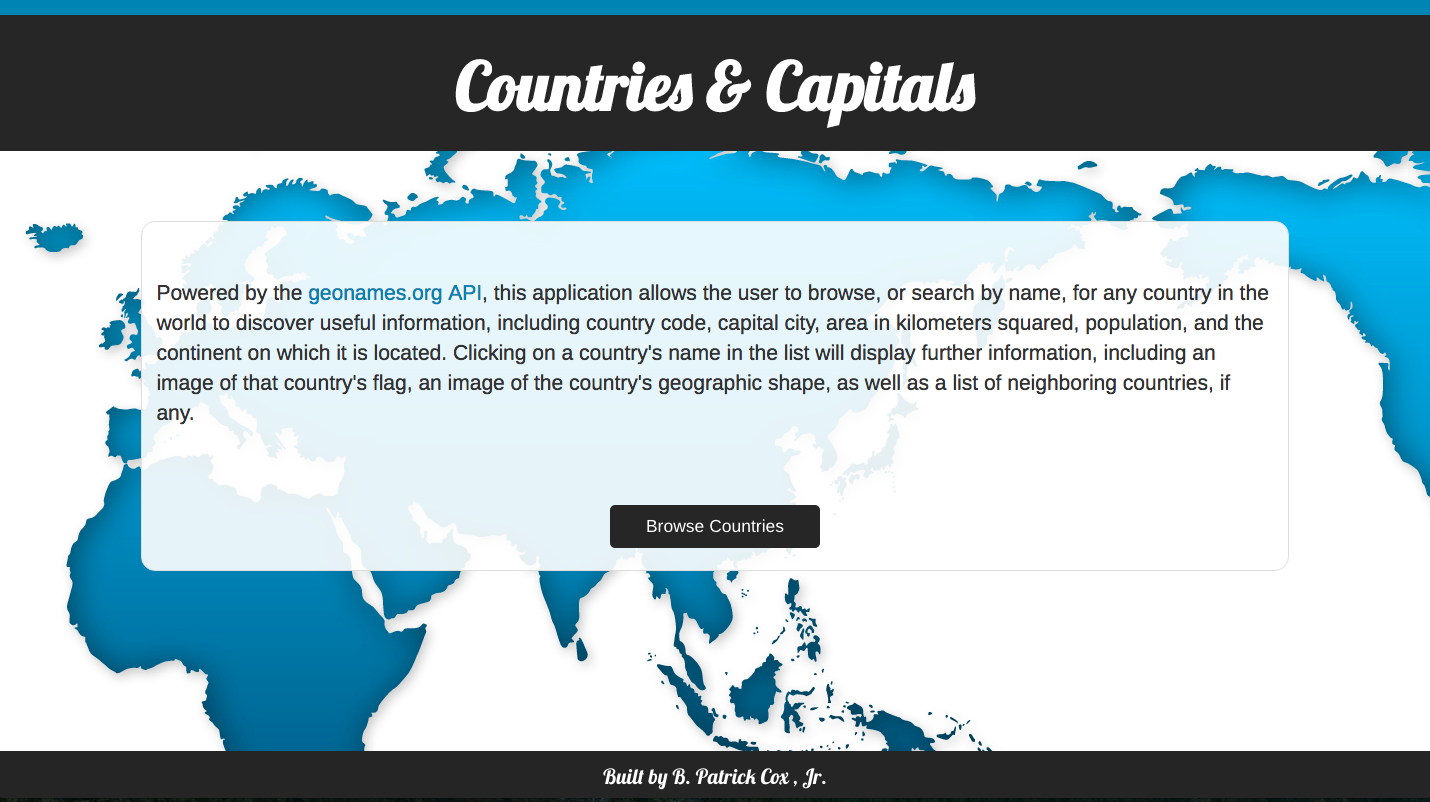 Countries & Capitals
Powered by the geonames.org API, this application allows the user to browse, or search by name, for any country in the
world to discover useful information, including country code, capital city, area in kilometers squared, population, and the
continent on which it is located. Clicking on a country's name in the list will display further information, including an
image of that country's flag, an image of the country's geographic shape, as well as a list of neighboring countries, if
any.
Browse Countries
Built by B. Patrick Cox , Jr.